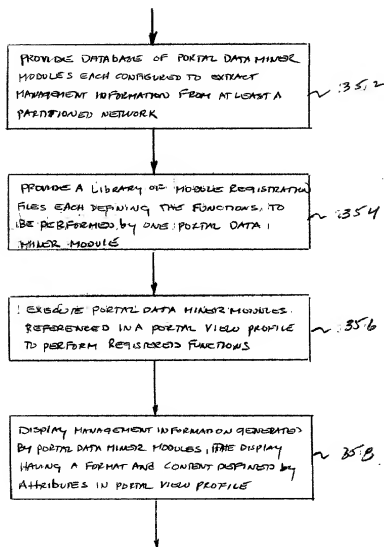 PROVIDE DATABASE OF PORTAL DATA MINER
MODULES EACH CONFIGURED TO EXTRACT
MANAGEMENT INFORMATION FROM AT LEAST A
PARTITIONED NETWORK
352
PROVIDE A LIBRARY OF MODULE REGISTRATION
FILES EACH DEFINING THE FUNCTIONS TO
BE PERFORMED by ONE PORTAL DATA
MINER MODULE
354
EXECUTE PORTAL DATA MINER MODULES
REFERENCED IN A PORTAL VIEW PROFILE
TO PERFORM REGISTERED FUNCTIONS
356
DISPLAY MANAGEMENT INFORMATION GENERATED
BY PORTAL DATA MINER MODULES, THE DISPLAY
HAVING A FORMAT AND CONTENT DEFINED by
ATTRIBUTES IN PORTAL VIEW PROFILE
358